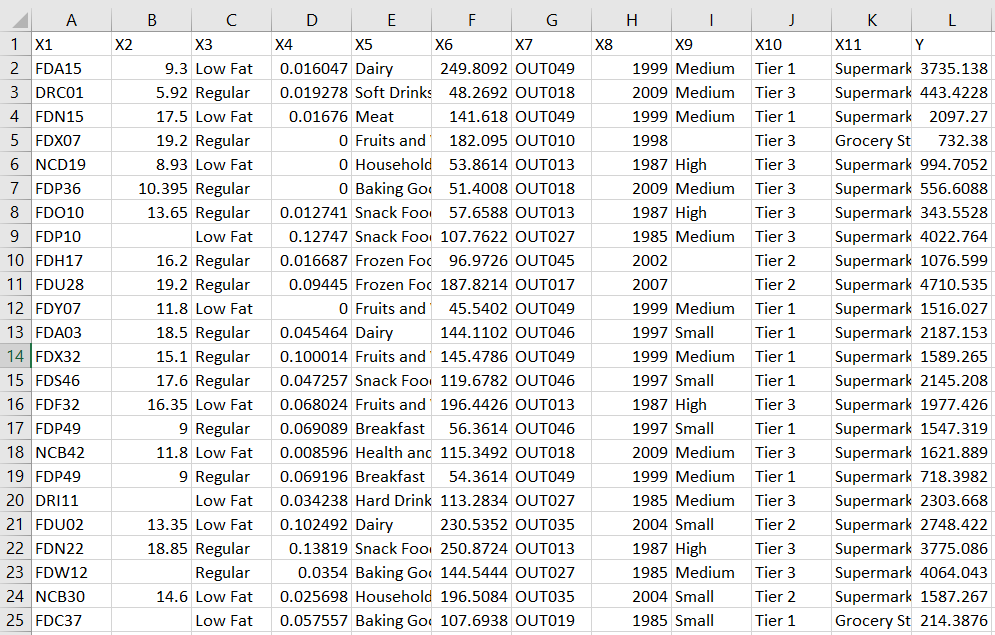 A B C D E F G H I J K L
1 X1 X2 X3 X4 X5 X6 X7 X8 X9 X10 X11 Y
2 FDA15 9.3 Low Fat 0.016047 Dairy 249.8092 OUT049 1999 Medium Tier 1 Supermark 3735.138
3 DRC01 5.92 Regular 0.019278 Soft Drinks 48.2692 OUT018 2009 Medium Tier 3 Supermark 443.4228
4 FDN15 17.5 Low Fat 0.01676 Meat 141.618 OUT049 1999 Medium Tier 1 Supermark 2097.27
5 FDX07 19.2 Regular 0 Fruits and 182.095 OUT010 1998 Tier 3 Grocery St 732.38
6 NCD19 8.93 Low Fat 0 Household 53.8614 OUT013 1987 High Tier 3 Supermark 994.7052
7 FDP36 10.395 Regular 0 Baking Goo 51.4008 OUT018 2009 Medium Tier 3 Supermark 556.6088
8 FDO10 13.65 Regular 0.012741 Snack Foo 57.6588 OUT013 1987 High Tier 3 Supermark 343.5528
9 FDP10 Low Fat 0.12747 Snack Foo 107.7622 OUT027 1985 Medium Tier 3 Supermark 4022.764
10 FDH17 16.2 Regular 0.016687 Frozen Foo 96.9726 OUT045 2002 Tier 2 Supermark 1076.599
11 FDU28 19.2 Regular 0.09445 Frozen Foo 187.8214 OUT017 2007 Tier 2 Supermark 4710.535
12 FDY07 11.8 Low Fat 0 Fruits and 45.5402 OUT049 1999 Medium Tier 1 Supermark 1516.027
13 FDA03 18.5 Regular 0.045464 Dairy 144.1102 OUT046 1997 Small Tier 1 Supermark 2187.153
14 FDX32 15.1 Regular 0.100014 Fruits and 145.4786 OUT049 1999 Medium Tier 1 Supermark 1589.265
15 FDS46 17.6 Regular 0.047257 Snack Foo 119.6782 OUT046 1997 Small Tier 1 Supermark 2145.208
16 FDF32 16.35 Low Fat 0.068024 Fruits and 196.4426 OUT013 1987 High Tier 3 Supermark 1977.426
17 FDP49 9 Regular 0.069089 Breakfast 56.3614 OUT046 1997 Small Tier 1 Supermark 1547.319
18 NCB42 11.8 Low Fat 0.008596 Health and 115.3492 OUT018 2009 Medium Tier 3 Supermark 1621.889
19 FDP49 9 Regular 0.069196 Breakfast 54.3614 OUT049 1999 Medium Tier 1 Supermark 718.3982
20 DRI11 Low Fat 0.034238 Hard Drink 113.2834 OUT027 1985 Medium Tier 3 Supermark 2303.668
21 FDU02 13.35 Low Fat 0.102492 Dairy 230.5352 OUT035 2004 Small Tier 2 Supermark 2748.422
22 FDN22 18.85 Regular 0.13819 Snack Foo 250.8724 OUT013 1987 High Tier 3 Supermark 3775.086
23 FDW12 Regular 0.0354 Baking Goo 144.5444 OUT027 1985 Medium Tier 3 Supermark 4064.043
24 NCB30 14.6 Low Fat 0.025698 Household 196.5084 OUT035 2004 Small Tier 2 Supermark 1587.267
25 FDC37 Low Fat 0.057557 Baking Goo 107.6938 OUT019 1985 Small Tier 1 Grocery St 214.3876